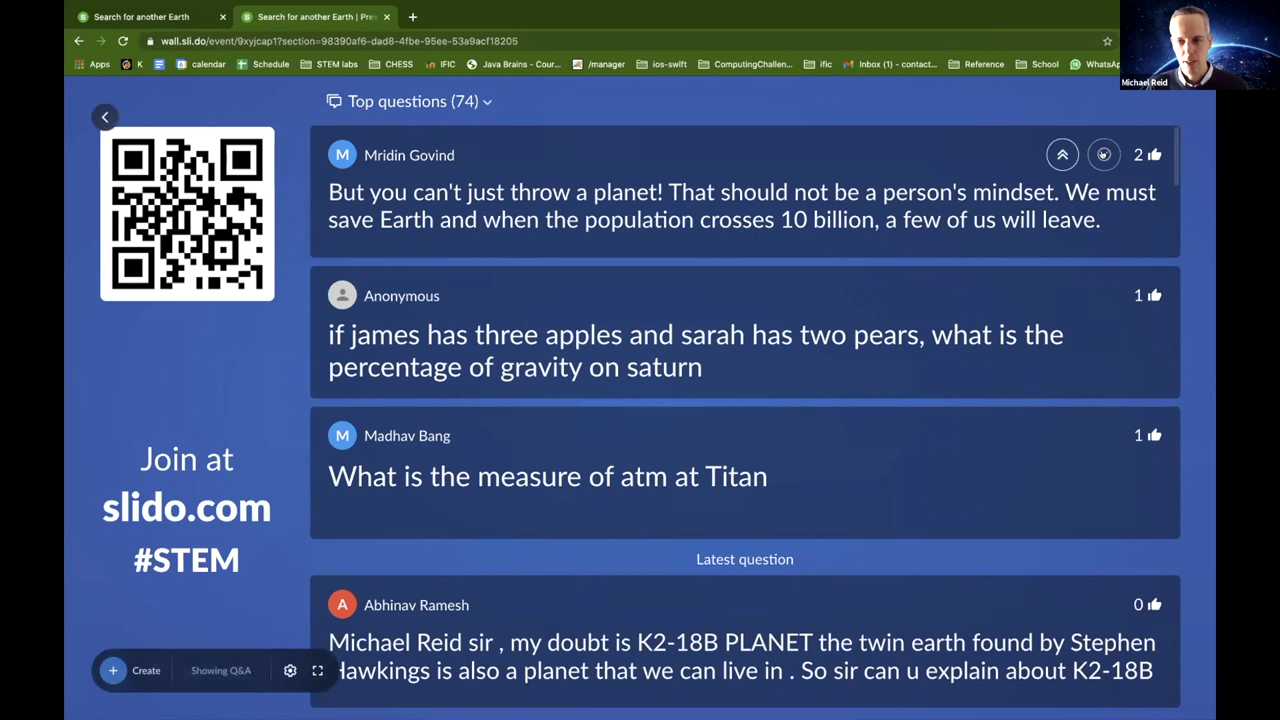 Search for another Earth
Search for another Earth | Pres
wall.sli.do/event/9xyjcap1?section=98390af6-dad8-4fbe-95ee-53a9acf18205
Apps K calendar Schedule STEM labs CHESS IFIC Java Brains - Cour... /manager ios-swift ComputingChallen... ific Inbox (1) - contact... Reference School WhatsAp
Michael Reid
Top questions (74)
M Mridin Govind 2
But you can't just throw a planet! That should not be a person's mindset. We must
save Earth and when the population crosses 10 billion, a few of us will leave.
Anonymous 1
if james has three apples and sarah has two pears, what is the
percentage of gravity on saturn
M Madhav Bang 1
What is the measure of atm at Titan
Join at
slido.com
#STEM
Latest question
A Abhinav Ramesh 0
Michael Reid sir , my doubt is K2-18B PLANET the twin earth found by Stephen
Hawkings is also a planet that we can live in . So sir can u explain about K2-18B
Create Showing Q&A